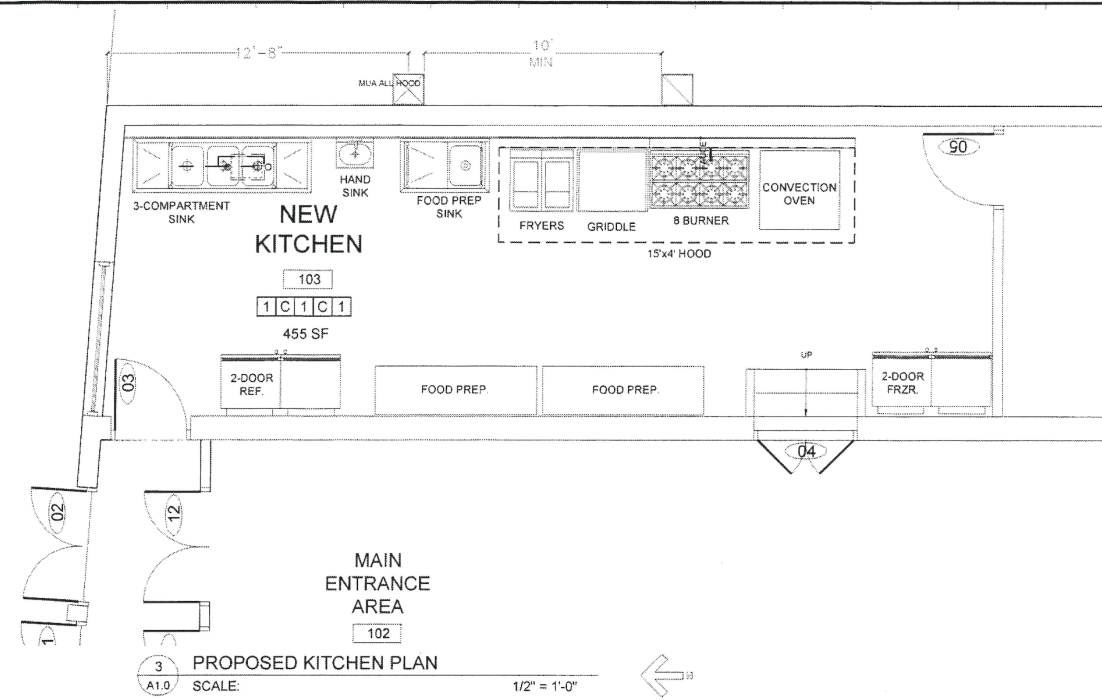 12'-8"
10'
MIN
MUA ALL HOOD
05
3-COMPARTMENT
SINK
HAND
SINK
FOOD PREP
SINK
FRYERS
GRIDDLE
8 BURNER
CONVECTION
OVEN
15'x4' HOOD
NEW
KITCHEN
103
1 C 1 C 1
455 SF
03
2-DOOR
REF.
FOOD PREP.
FOOD PREP.
UP
2-DOOR
FRZR.
04
02
12
MAIN
ENTRANCE
AREA
102
3
A1.0
PROPOSED KITCHEN PLAN
SCALE:
1/2" = 1'-0"